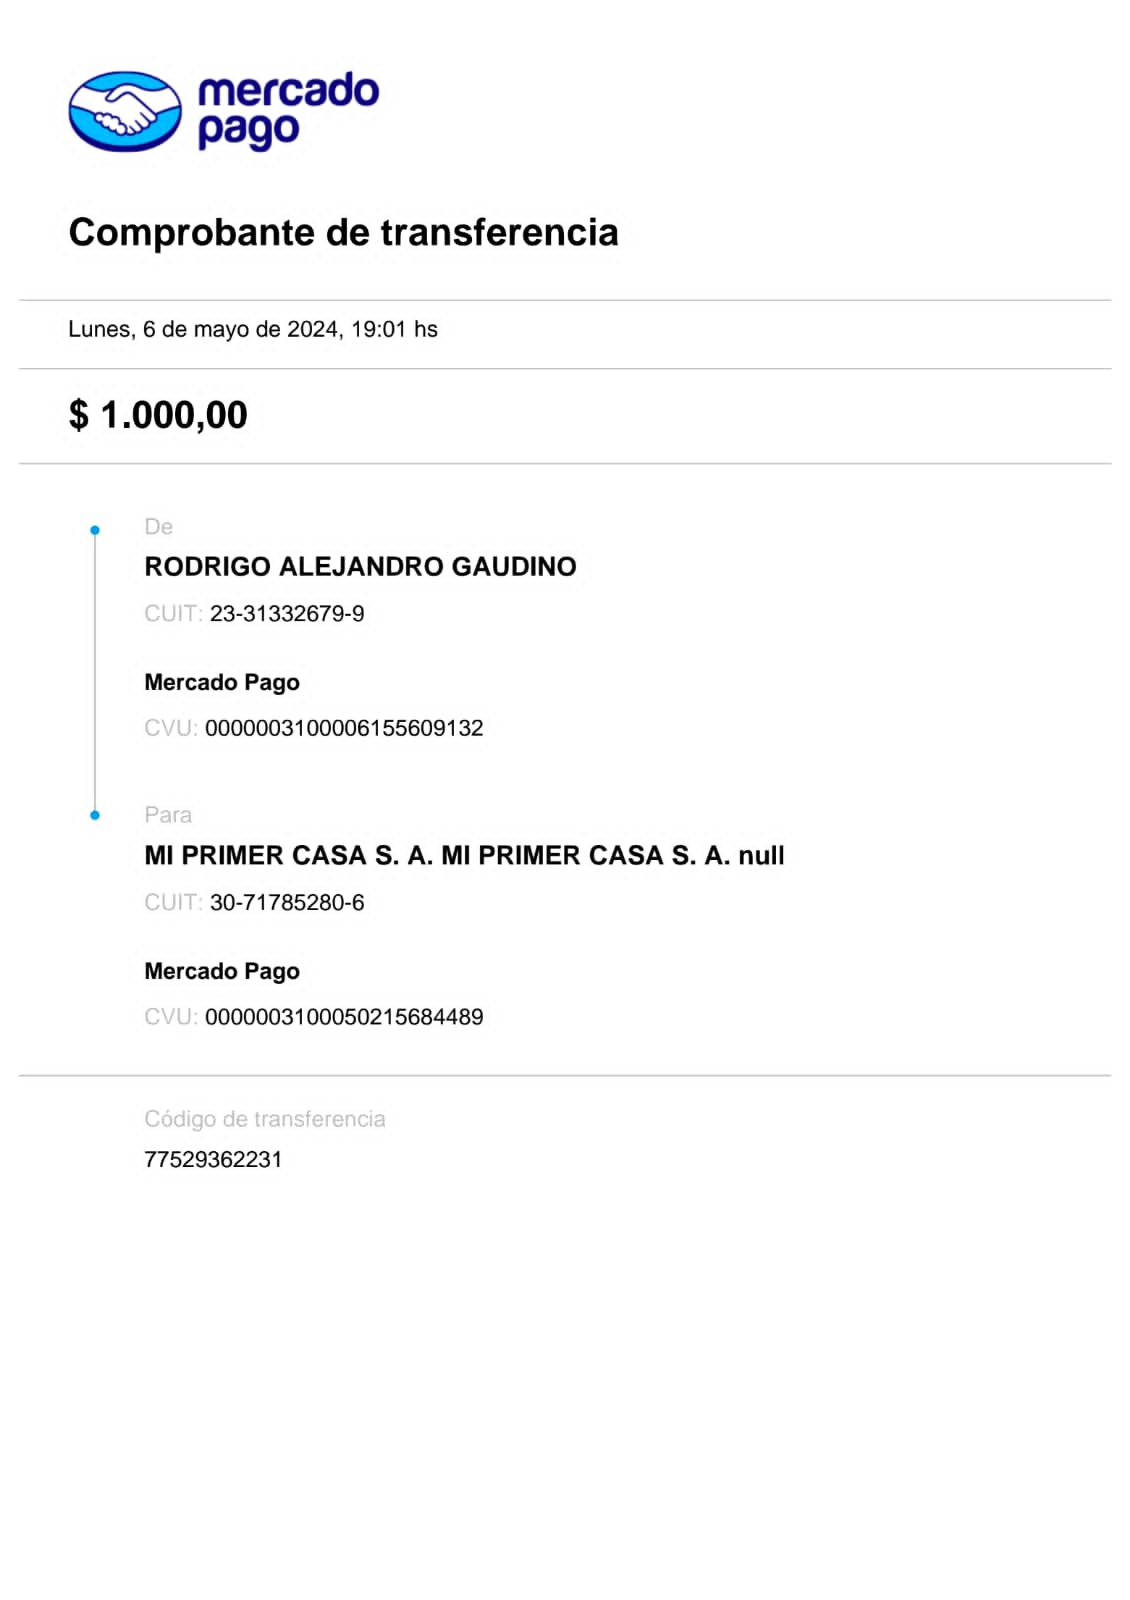 mercado
pago
Comprobante de transferencia
Lunes, 6 de mayo de 2024, 19:01 hs
$ 1.000,00
De
RODRIGO ALEJANDRO GAUDINO
CUIT: 23-31332679-9
Mercado Pago
CVU: 0000003100006155609132
Para
MI PRIMER CASA S. A. MI PRIMER CASA S. A. null
CUIT: 30-71785280-6
Mercado Pago
CVU: 0000003100050215684489
Código de transferencia
77529362231